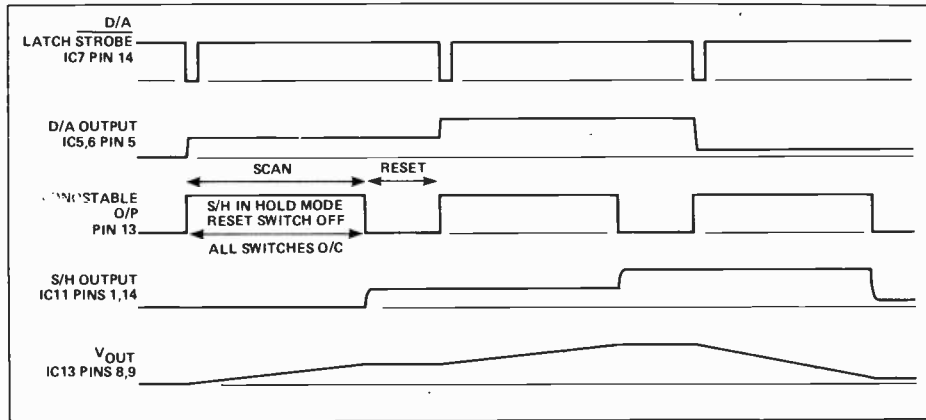 D/A
LATCH STROBE
IC7 PIN 14
D/A OUTPUT
IC5,6 PIN 5
SCAN
RESET
O/P
PIN 13
S/H IN HOLD MODE
RESET SWITCH OFF
ALL SWITCHES O/C
S/H OUTPUT
IC11 PINS 1,14
VOUT
IC13 PINS 8,9